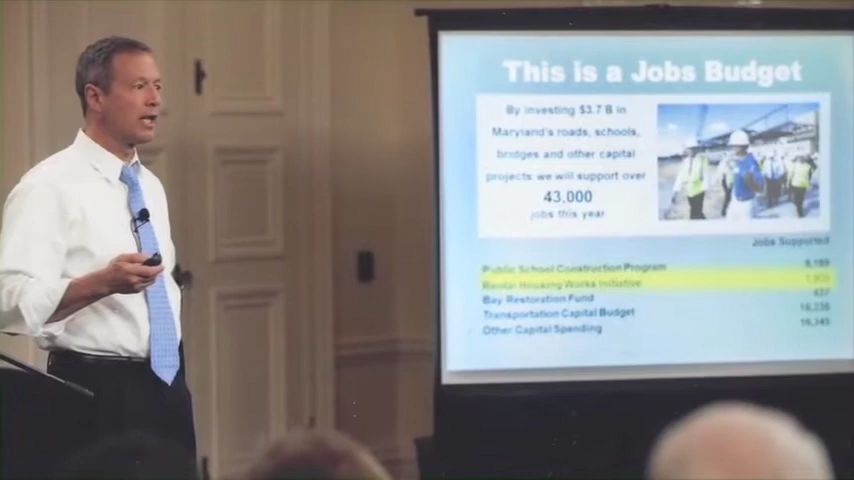 This is a Jobs Budget
By investing $3.7 B in
Maryland's roads, schools,
bridges and other capital
projects we will support over
43,000
jobs this year
Jobs Supported
Public School Construction Program
Rental Housing Works Initiative
Bay Restoration Fund
Transportation Capital Budget
Other Capital Spending